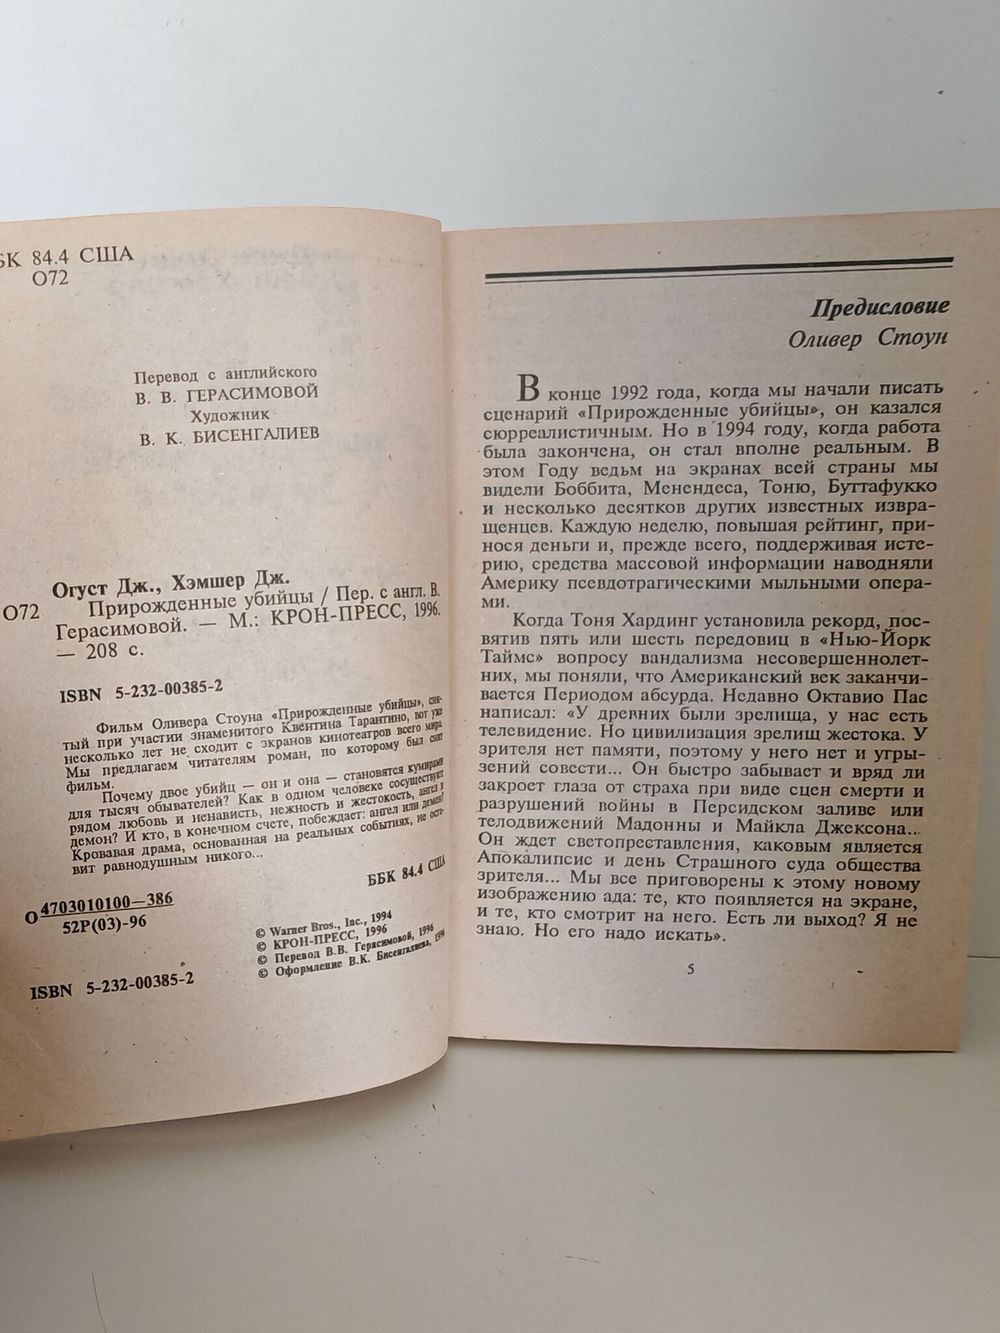 БК 84.4 США
О72
Перевод с английского
В. В. ГЕРАСИМОВОЙ
Художник
В. К. БИСЕНГАЛИЕВ
Огуст Дж., Хэмшер Дж.
О72 Прирожденные убийцы / Пер. с англ. В.
Герасимовой. — М.: КРОН-ПРЕСС, 1996.
— 208 с.
ISBN 5-232-00385-2
Фильм Оливера Стоуна «Прирожденные убийцы», сня-
тый при участии знаменитого Квентина Тарантино, вот уже
несколько лет не сходит с экранов кинотеатров всего мира.
Мы предлагаем читателям роман, по которому был снят
фильм.
Почему двое убийц — он и она — становятся кумирами
для тысяч обывателей? Как в одном человеке сосуществуют
рядом любовь и ненависть, нежность и жестокость, ангел и
демон? И кто, в конечном счете, побеждает: ангел или демон?
Кровавая драма, основанная на реальных событиях, не оста-
вит равнодушным никого...
ББК 84.4 США
О 4703010100—386
52Р(03)-96
© Warner Bros., Inc., 1994
© КРОН-ПРЕСС, 1996
© Перевод В.В. Герасимовой, 1996
© Оформление В.К. Бисенгалиева, 1996
ISBN 5-232-00385-2
Предисловие
Оливер Стоун
В конце 1992 года, когда мы начали писать
сценарий «Прирожденные убийцы», он казался
сюрреалистичным. Но в 1994 году, когда работа
была закончена, он стал вполне реальным. В
этом Году ведьм на экранах всей страны мы
видели Боббита, Менендеса, Тоню, Буттафукко
и несколько десятков других известных извра-
щенцев. Каждую неделю, повышая рейтинг, при-
нося деньги и, прежде всего, поддерживая исте-
рию, средства массовой информации наводняли
Америку псевдотрагическими мыльными опера-
ми.
Когда Тоня Хардинг установила рекорд, пос-
вятив пять или шесть передовиц в «Нью-Йорк
Таймс» вопросу вандализма несовершеннолет-
них, мы поняли, что Американский век заканчи-
вается Периодом абсурда. Недавно Октавио Пас
написал: «У древних были зрелища, у нас есть
телевидение. Но цивилизация зрелищ жестока. У
зрителя нет памяти, поэтому у него нет и угры-
зений совести... Он быстро забывает и вряд ли
закроет глаза от страха при виде сцен смерти и
разрушений войны в Персидском заливе или
телодвижений Мадонны и Майкла Джексона...
Он ждет светопреставления, каковым является
Апокалипсис и день Страшного суда общества
зрителя... Мы все приговорены к этому новому
изображению ада: те, кто появляется на экране,
и те, кто смотрит на него. Есть ли выход? Я не
знаю. Но его надо искать».
5